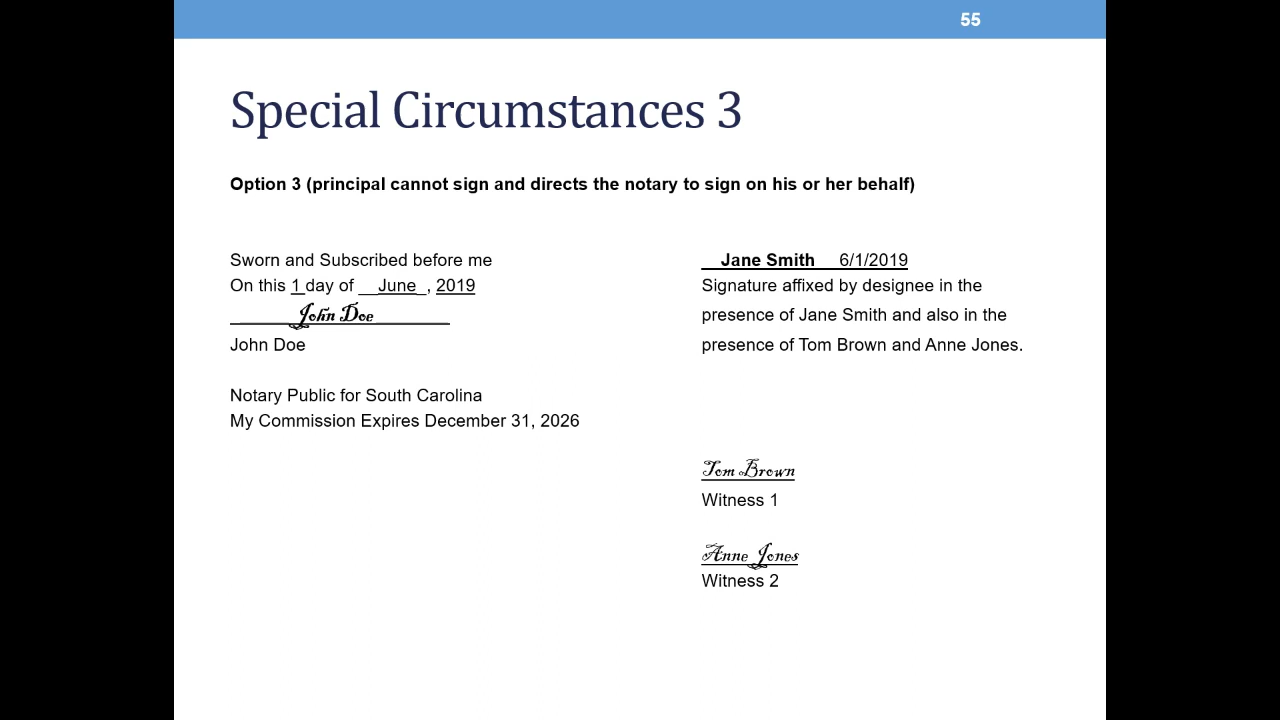 55
Special Circumstances 3
Option 3 (principal cannot sign and directs the notary to sign on his or her behalf)
Sworn and Subscribed before me
On this 1 day of __June_, 2019
John Doe
John Doe
Notary Public for South Carolina
My Commission Expires December 31, 2026
Jane Smith 6/1/2019
Signature affixed by designee in the
presence of Jane Smith and also in the
presence of Tom Brown and Anne Jones.
Tom Brown
Witness 1
Anne Jones
Witness 2